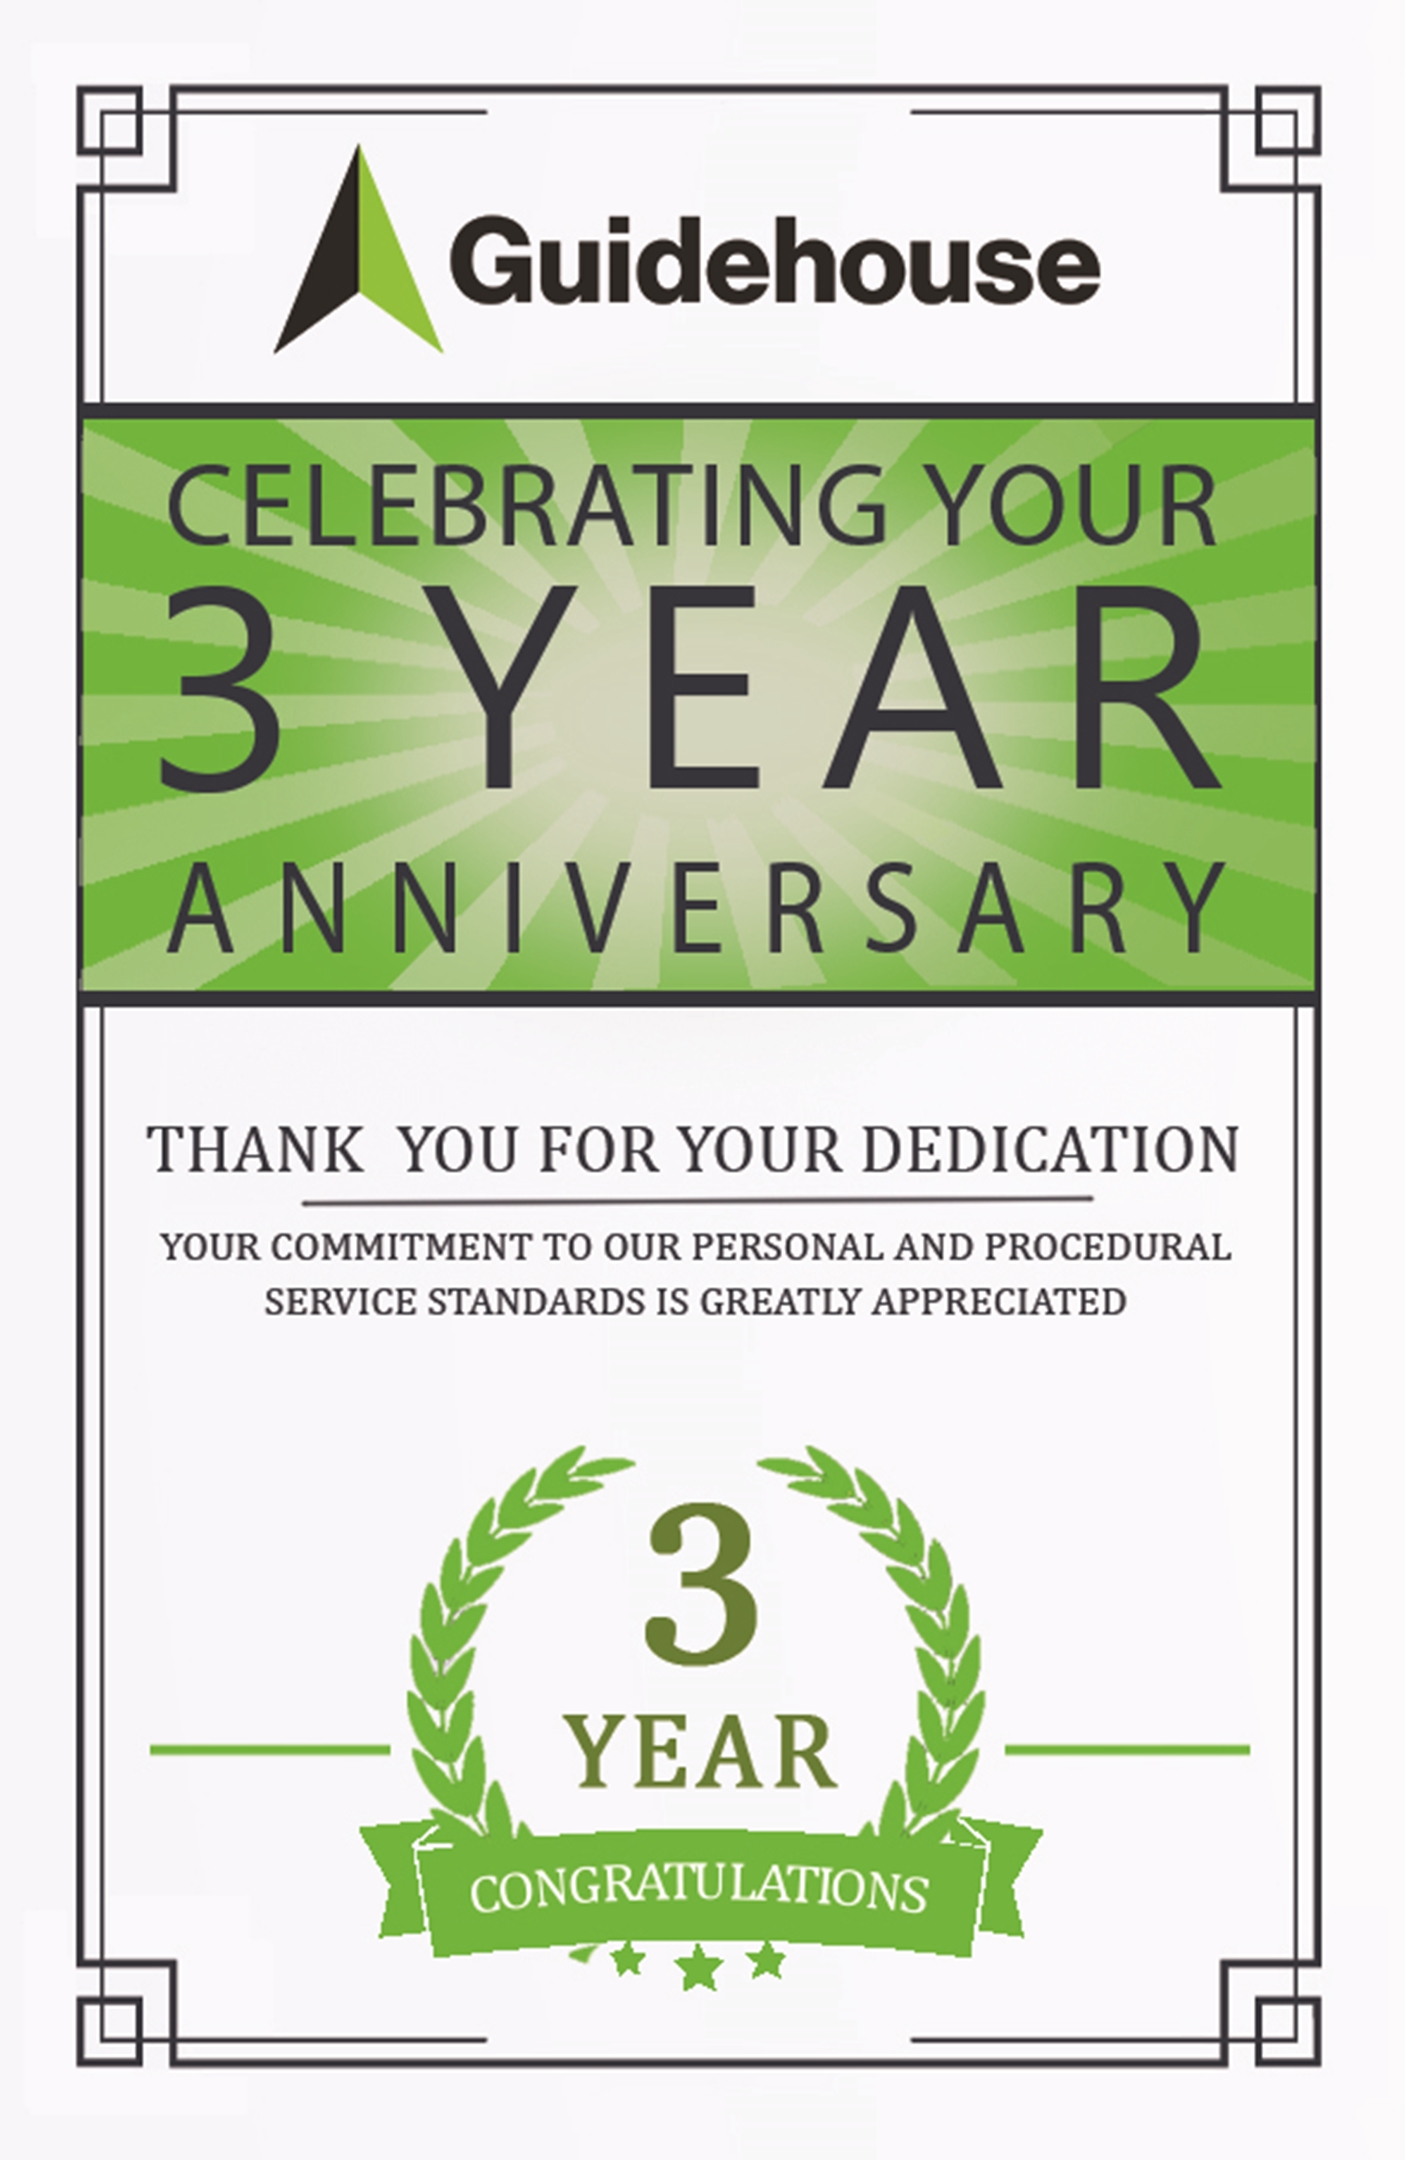 Guidehouse
CELEBRATING YOUR
3 YEAR
ANNIVERSARY
THANK YOU FOR YOUR DEDICATION
YOUR COMMITMENT TO OUR PERSONAL AND PROCEDURAL
SERVICE STANDARDS IS GREATLY APPRECIATED
3
YEAR
CONGRATULATIONS